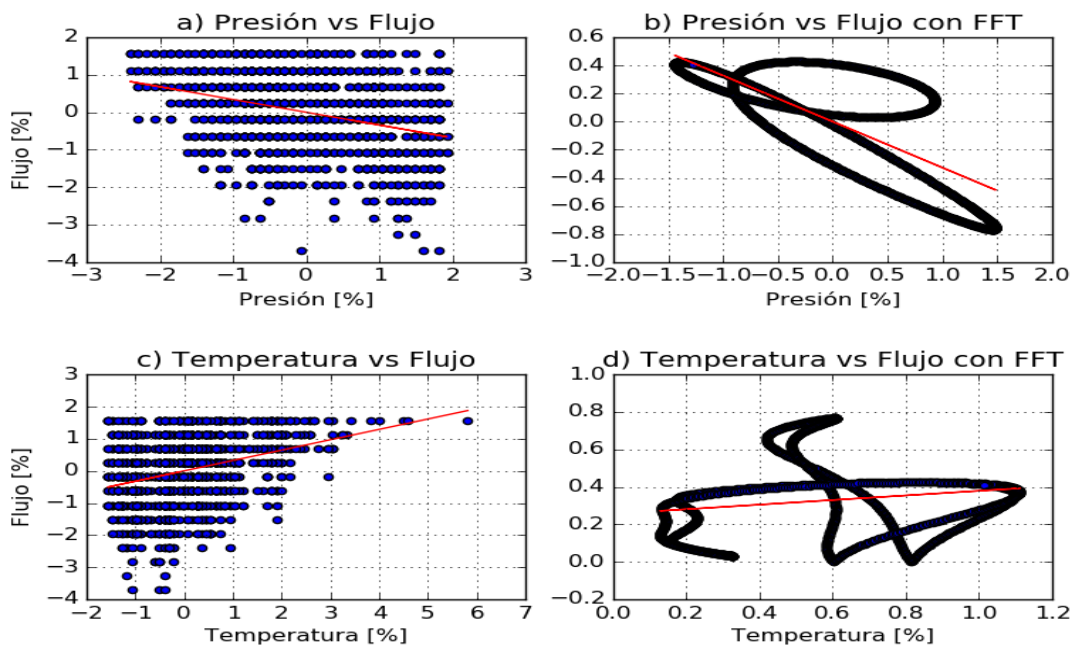 a) Presión vs Flujo
2
1
0
−1
−2
−3
−4
Flujo [%]
−3 −2 −1 0 1 2 3
Presión [%]
b) Presión vs Flujo con FFT
0.6
0.4
0.2
0.0
−0.2
−0.4
−0.6
−0.8
−1.0
−2.0 −1.5 −1.0 −0.5 0.0 0.5 1.0 1.5 2.0
Presión [%]
c) Temperatura vs Flujo
3
2
1
0
−1
−2
−3
−4
Flujo [%]
−2 −1 0 1 2 3 4 5 6 7
Temperatura [%]
d) Temperatura vs Flujo con FFT
1.0
0.8
0.6
0.4
0.2
0.0
−0.2
0.0 0.2 0.4 0.6 0.8 1.0 1.2
Temperatura [%]